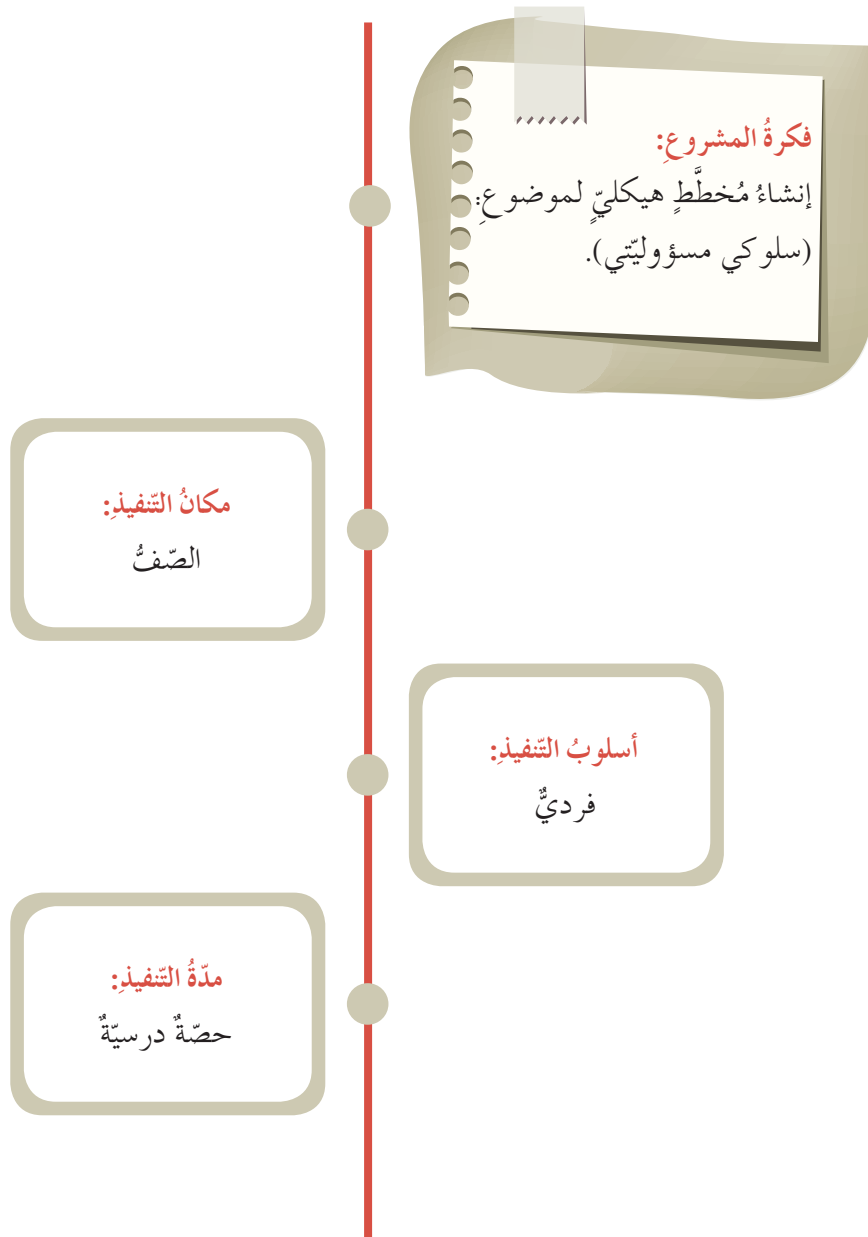 فكرةُ المشروعِ:
إنشاءُ مُخطَّطٍ هيكليٍّ لموضوعِ:
(سلوكي مسؤوليّتي).
مكانُ التّنفيذِ:
الصّفُّ
أسلوبُ التّنفيذِ:
فرديٌّ
مدّةُ التّنفيذِ:
حصّةٌ درسيّةٌ